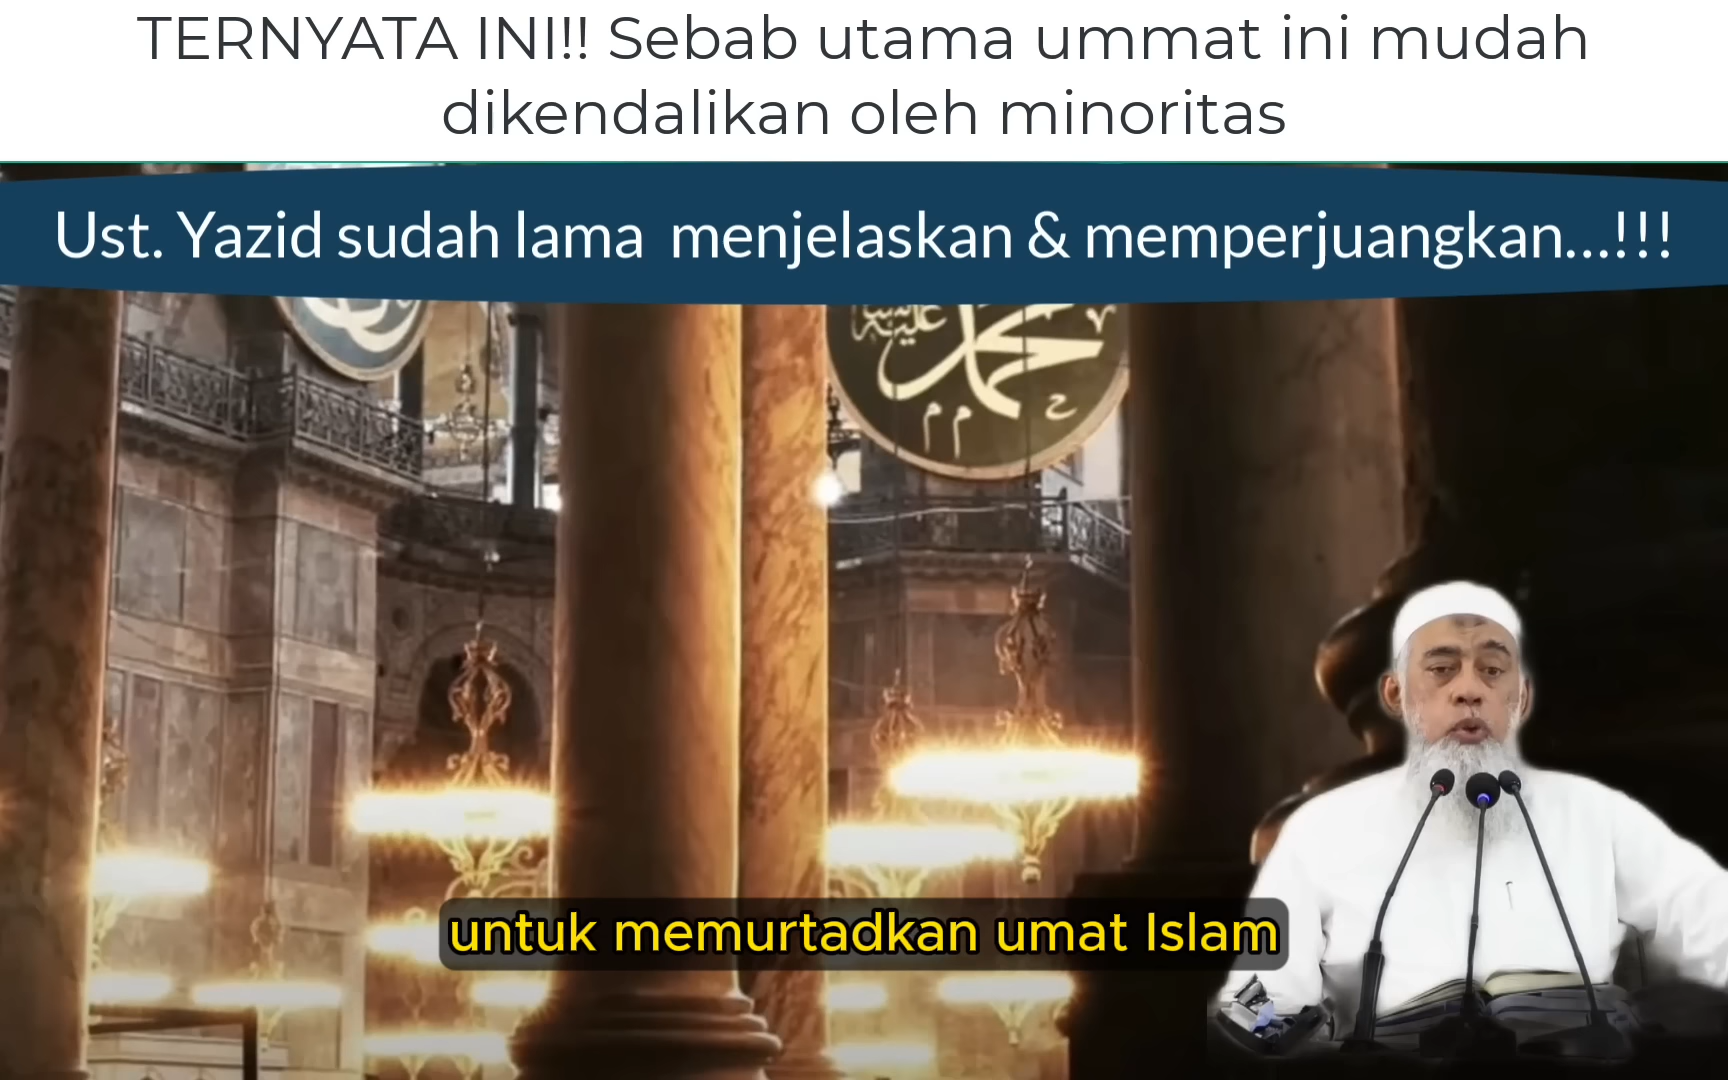 TERNYATA INI!! Sebab utama ummat ini mudah
dikendalikan oleh minoritas
Ust. Yazid sudah lama menjelaskan & memperjuangkan...!!!
محمد
عليه
untuk memurtadkan umat Islam